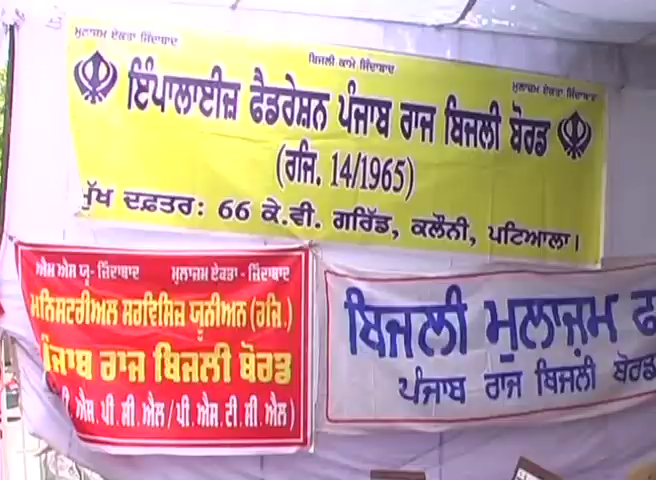 ਮੁਲਾਜ਼ਮ ਏਕਤਾ ਜ਼ਿੰਦਾਬਾਦ
ਬਿਜਲੀ ਕਾਮੇ ਜ਼ਿੰਦਾਬਾਦ
ਮੁਲਾਜ਼ਮ ਏਕਤਾ ਜ਼ਿੰਦਾਬਾਦ
ਇੰਪਾਲਾਈਜ਼ ਫੈਡਰੇਸ਼ਨ ਪੰਜਾਬ ਰਾਜ ਬਿਜਲੀ ਬੋਰਡ
(ਰਜਿ. 14/1965)
ਮੁੱਖ ਦਫ਼ਤਰ: 66 ਕੇ.ਵੀ. ਗਰਿੱਡ, ਕਲੌਨੀ, ਪਟਿਆਲਾ।
ਐਮ ਐਸ ਯੂ- ਜ਼ਿੰਦਾਬਾਦ ਮੁਲਾਜ਼ਮ ਏਕਤਾ - ਜ਼ਿੰਦਾਬਾਦ
ਮਨਿਸਟਰੀਅਲ ਸਰਵਿਸਿਜ਼ ਯੂਨੀਅਨ (ਰਜਿ.)
ਪੰਜਾਬ ਰਾਜ ਬਿਜਲੀ ਬੋਰਡ
ਐਸ.ਪੀ.ਸੀ.ਐਲ/ਪੀ.ਐਸ.ਟੀ.ਸੀ.ਐਲ)
ਬਿਜਲੀ ਮੁਲਾਜ਼ਮ
ਪੰਜਾਬ ਰਾਜ ਬਿਜਲੀ ਬੋਰਡ